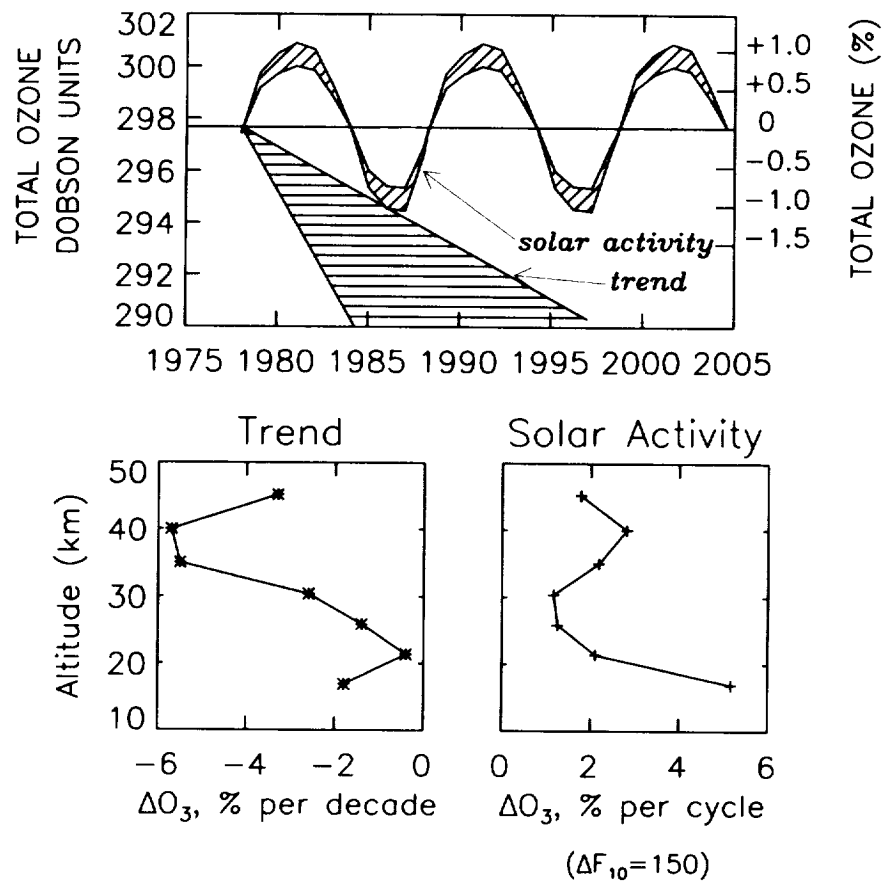 TOTAL OZONE
DOBSON UNITS
302
300
298
296
294
292
290
+1.0
+0.5
0
−0.5
−1.0
−1.5
TOTAL OZONE (%)
solar activity
trend
1975 1980 1985 1990 1995 2000 2005
Trend
Altitude (km)
50
40
30
20
10
−6 −4 −2 0
ΔO₃, % per decade
Solar Activity
0 2 4 6
ΔO₃, % per cycle
(ΔF₁₀=150)